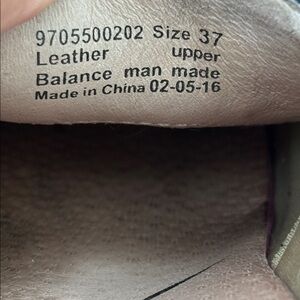 9705500202 Size 37
Leather upper
Balance man made
Made in China 02-05-16